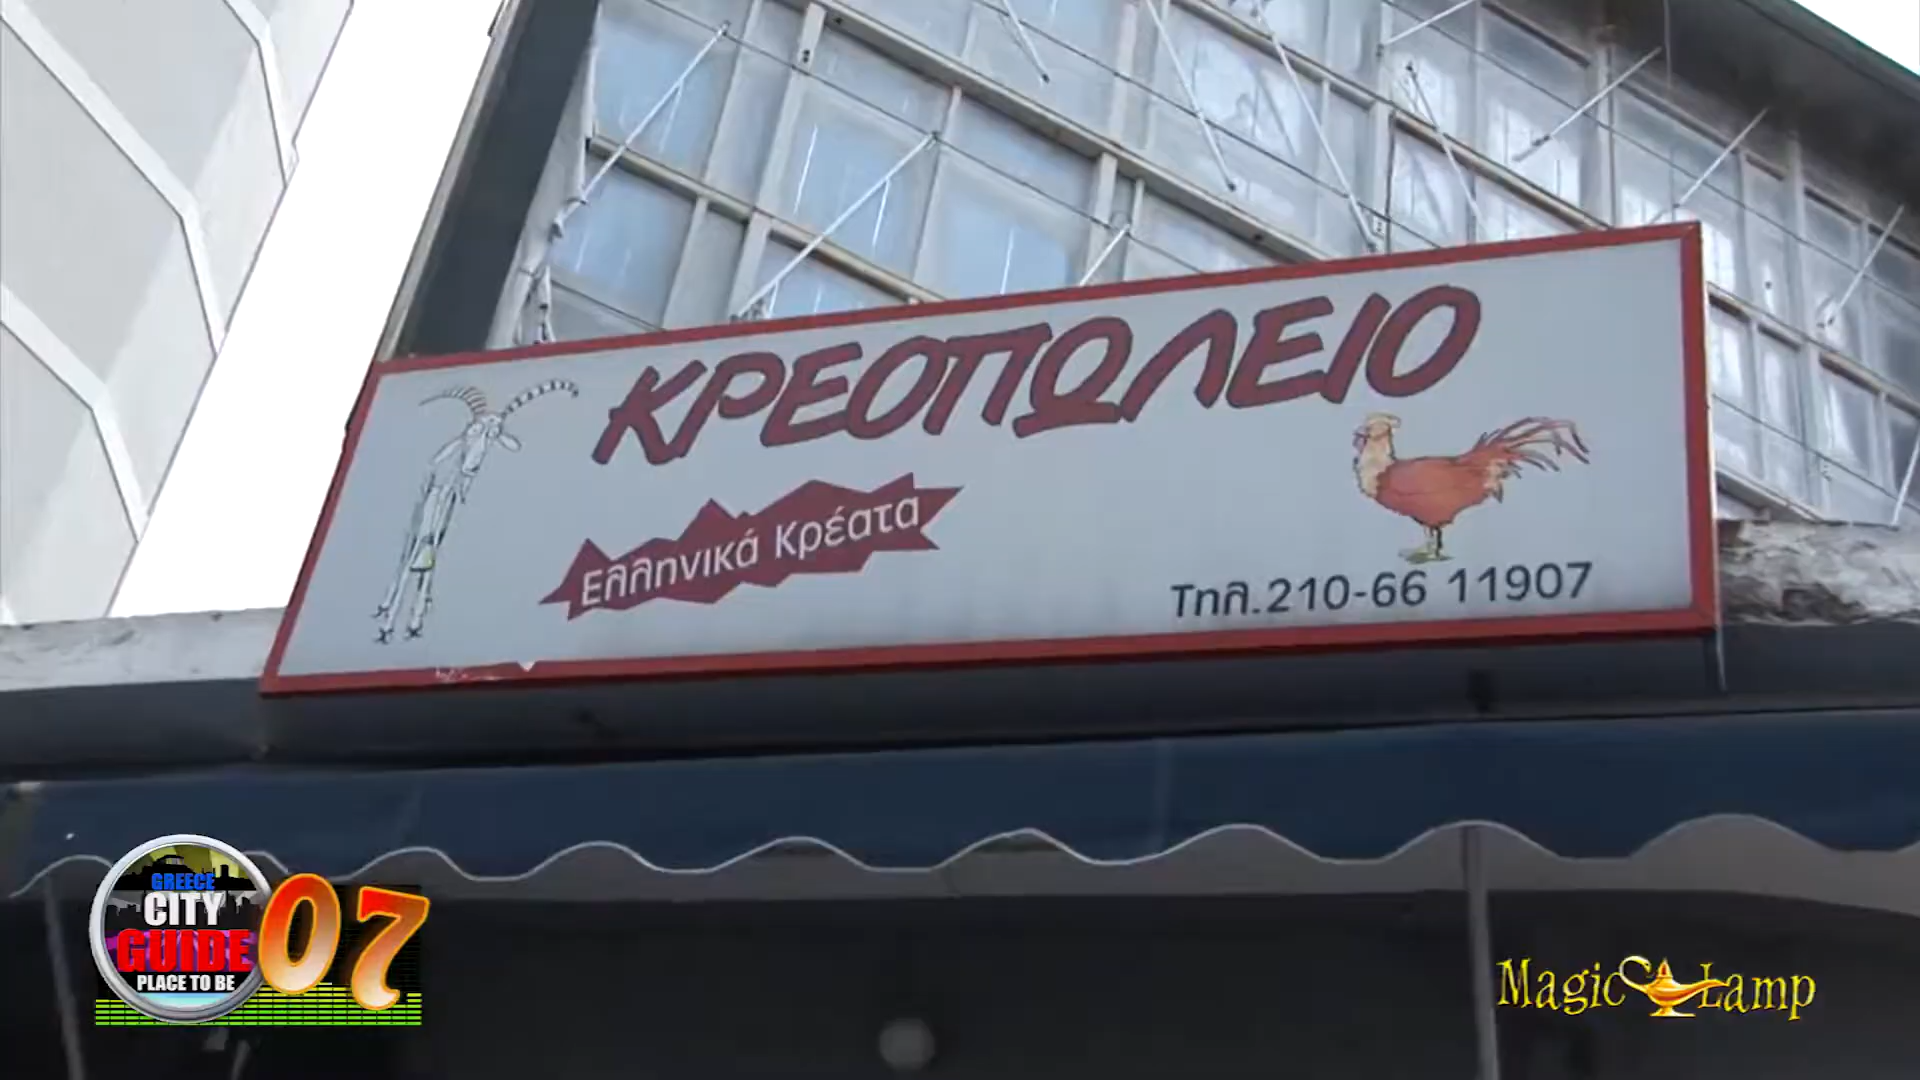 ΚΡΕΟΠΩΛΕΙΟ
Ελληνικά Κρέατα
Τηλ.210-66 11907
GREECE
CITY
GUIDE
PLACE TO BE
07
Magic Lamp